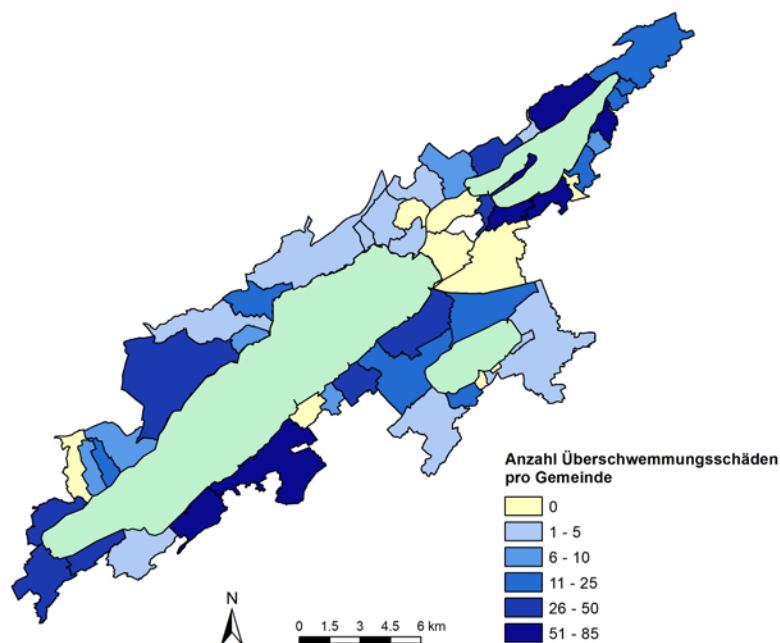 Anzahl Überschwemmungsschäden
pro Gemeinde
0
1 - 5
6 - 10
11 - 25
26 - 50
51 - 85
N
0 1.5 3 4.5 6 km